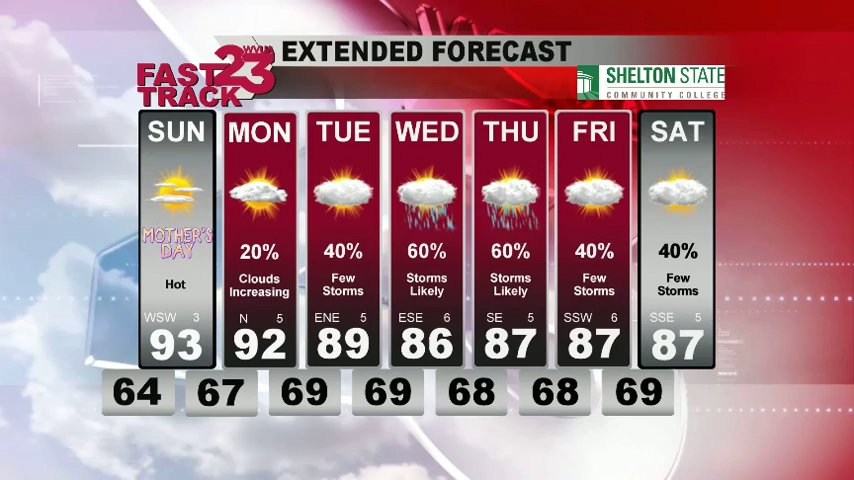 WVUA
23
FAST
TRACK
EXTENDED FORECAST
SHELTON STATE
COMMUNITY COLLEGE
SUN MON TUE WED THU FRI SAT
MOTHER'S
DAY
20% 40% 60% 60% 40% 40%
Hot
Clouds
Increasing
Few
Storms
Storms
Likely
Storms
Likely
Few
Storms
Few
Storms
WSW 3 N 5 ENE 5 ESE 6 SE 5 SSW 6 SSE 5
93 92 89 86 87 87 87
64 67 69 69 68 68 69